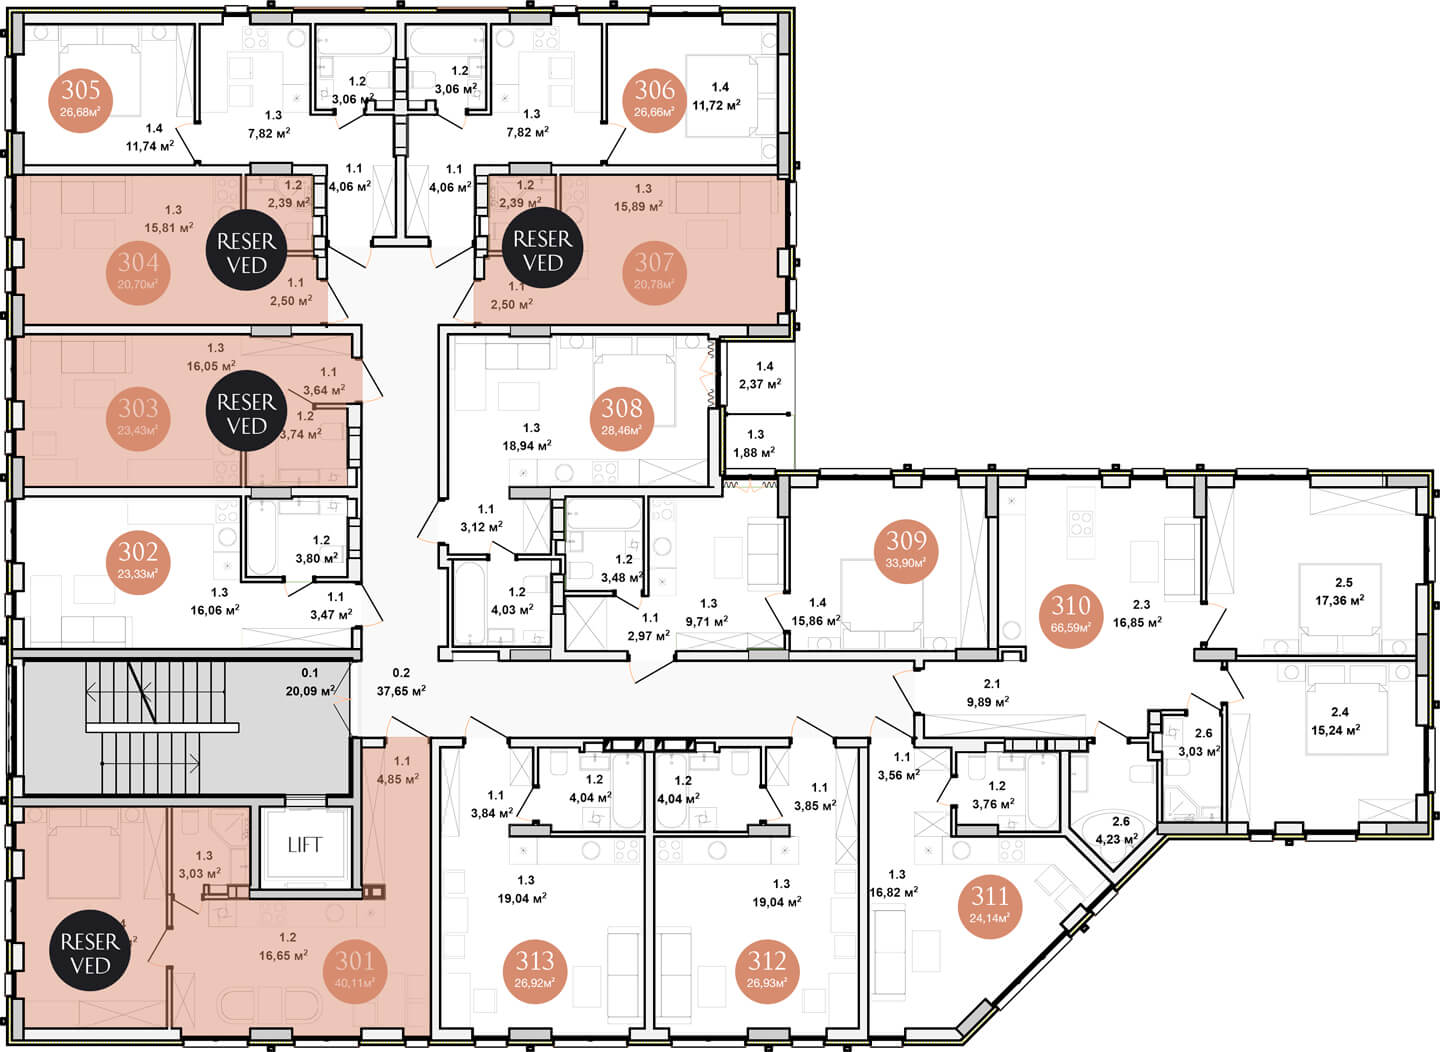 305
26,68м²
1.4
11,74 м²
1.3
7,82 м²
1.2
3,06 м²
1.1
4,06 м²
1.2
3,06 м²
1.3
7,82 м²
1.1
4,06 м²
306
26,66м²
1.4
11,72 м²
1.3
15,81 м²
1.2
2,39 м²
RESER
VED
304
20,70м²
1.1
2,50 м²
1.2
2,39 м²
RESER
VED
1.1
2,50 м²
1.3
15,89 м²
307
20,78м²
1.3
16,05 м²
1.1
3,64 м²
303
23,43м²
RESER
VED
1.2
3,74 м²
308
28,46м²
1.3
18,94 м²
1.4
2,37 м²
1.3
1,88 м²
1.1
3,12 м²
1.2
4,03 м²
302
23,33м²
1.2
3,80 м²
1.3
16,06 м²
1.1
3,47 м²
1.2
3,48 м²
1.1
2,97 м²
1.3
9,71 м²
309
33,90м²
1.4
15,86 м²
310
66,59м²
2.3
16,85 м²
2.5
17,36 м²
0.1
20,09 м²
0.2
37,65 м²
2.1
9,89 м²
2.4
15,24 м²
2.6
3,03 м²
2.6
4,23 м²
1.1
4,85 м²
1.1
3,84 м²
1.2
4,04 м²
1.2
4,04 м²
1.1
3,85 м²
1.1
3,56 м²
1.2
3,76 м²
LIFT
1.3
3,03 м²
RESER
VED
1.2
16,65 м²
301
40,11м²
1.3
19,04 м²
313
26,92м²
1.3
19,04 м²
312
26,93м²
1.3
16,82 м²
311
24,14м²